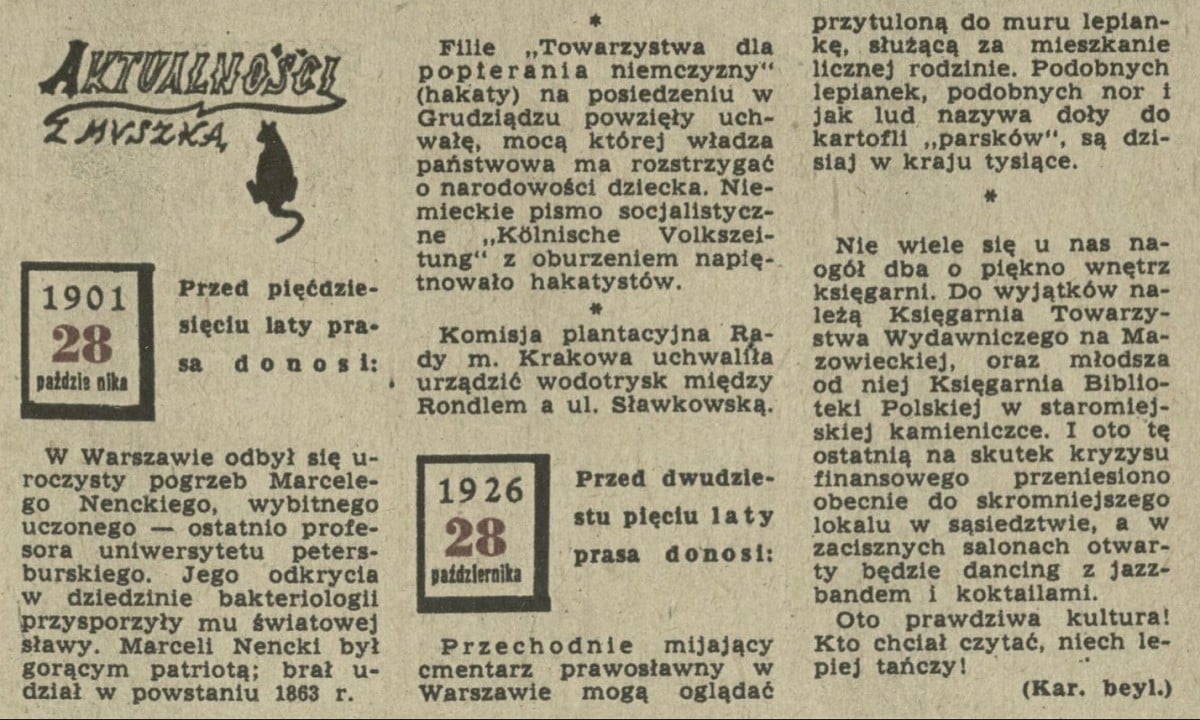 AKTUALNOŚCI
Z MYSZKĄ
1901
28
paździe nika
Przed pięćdzie-
sięciu laty pra-
sa donosi:
W Warszawie odbył się u-
roczysty pogrzeb Marcele-
go Nenckiego, wybitnego
uczonego — ostatnio profe-
sora uniwersytetu peters-
burskiego. Jego odkrycia
w dziedzinie bakteriologii
przysporzyły mu światowej
sławy. Marceli Nencki był
gorącym patriotą; brał u-
dział w powstaniu 1863 r.
*
Filie „Towarzystwa dla
popterania niemczyzny"
(hakaty) na posiedzeniu w
Grudziądzu powzięły uch-
wałę, mocą której władza
państwowa ma rozstrzygać
o narodowości dziecka. Nie-
mieckie pismo socjalistycz-
ne „Kölnische Volkszei-
tung" z oburzeniem napię-
tnowało hakatystów.
*
Komisja plantacyjna Ra-
dy m. Krakowa uchwaliła
urządzić wodotrysk między
Rondlem a ul. Sławkowską.
1926
28
października
Przed dwudzie-
stu pięciu laty
prasa donosi:
Przechodnie mijający
cmentarz prawosławny w
Warszawie mogą oglądać
przytuloną do muru lepian-
kę, służącą za mieszkanie
licznej rodzinie. Podobnych
lepianek, podobnych nor i
jak lud nazywa doły do
kartofli „parsków", są dzi-
siaj w kraju tysiące.
*
Nie wiele się u nas na-
ogół dba o piękno wnętrz
księgarni. Do wyjątków na-
leżą Księgarnia Towarzy-
stwa Wydawniczego na Ma-
zowieckiej, oraz młodsza
od niej Księgarnia Biblio-
teki Polskiej w staromiej-
skiej kamieniczce. I oto tę
ostatnią na skutek kryzysu
finansowego przeniesiono
obecnie do skromniejszego
lokalu w sąsiedztwie, a w
zacisznych salonach otwar-
ty będzie dancing z jazz-
bandem i koktailami.
Oto prawdziwa kultura!
Kto chciał czytać, niech le-
piej tańczy!
(Kar. beyl.)